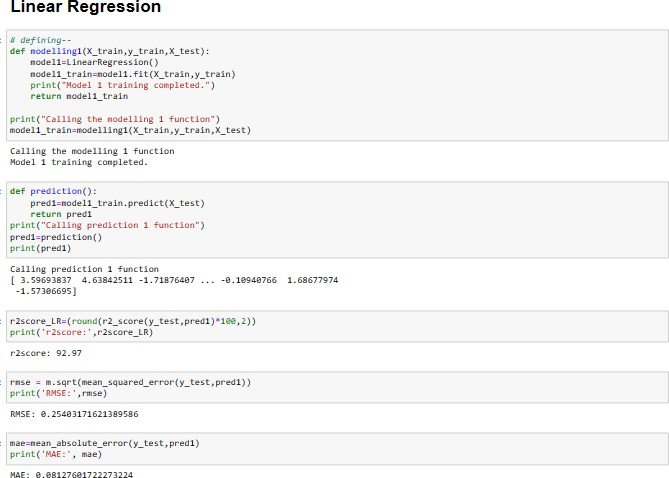 Linear Regression
# defining--
def modelling1(X_train,y_train,X_test):
    model1=LinearRegression()
    model1_train=model1.fit(X_train,y_train)
    print("Model 1 training completed.")
    return model1_train
print("Calling the modelling 1 function")
model1_train=modelling1(X_train,y_train,X_test)
Calling the modelling 1 function
Model 1 training completed.
def prediction():
    pred1=model1_train.predict(X_test)
    return pred1
print("Calling prediction 1 function")
pred1=prediction()
print(pred1)
Calling prediction 1 function
[ 3.59693837  4.63842511 -1.71876407 ... -0.10940766  1.68677974
 -1.57306695]
r2score_LR=(round(r2_score(y_test,pred1)*100,2))
print('r2score:',r2score_LR)
r2score: 92.97
rmse = m.sqrt(mean_squared_error(y_test,pred1))
print('RMSE:',rmse)
RMSE: 0.25403171621389586
mae=mean_absolute_error(y_test,pred1)
print('MAE:', mae)
MAE: 0.08127601722273224